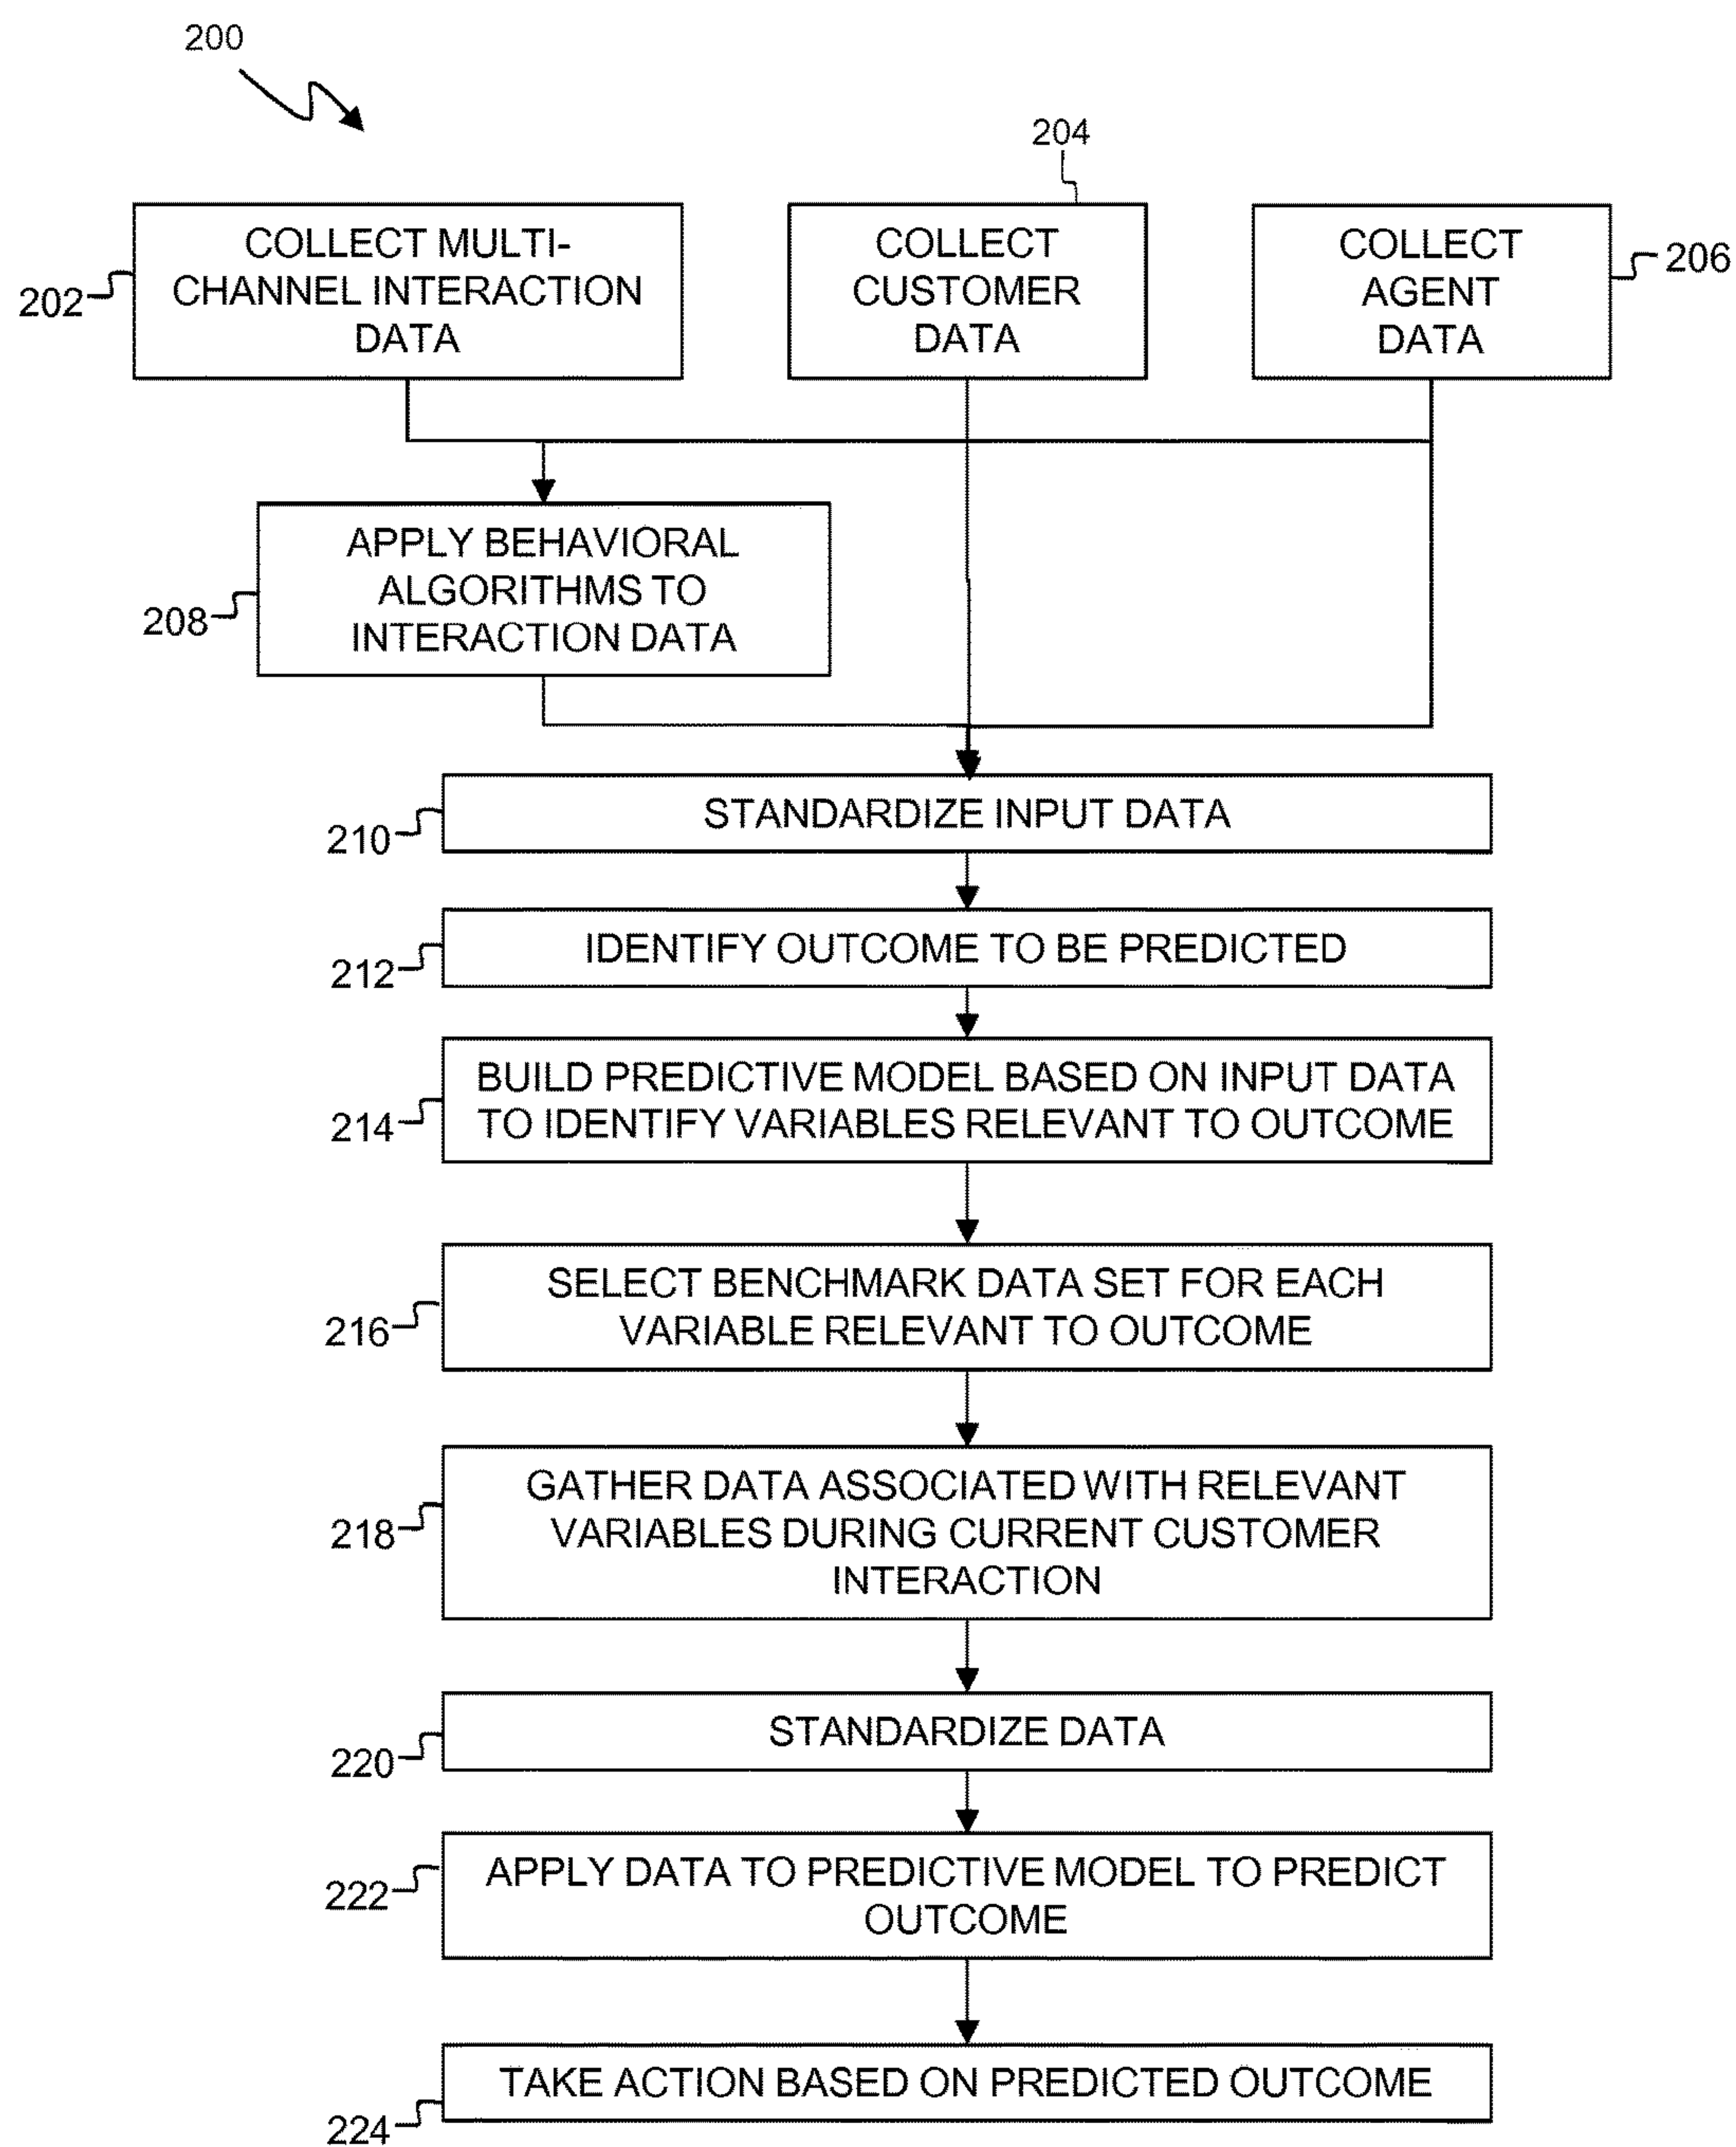 200
204
COLLECT MULTI-
CHANNEL INTERACTION
DATA
202
COLLECT
CUSTOMER
DATA
COLLECT
AGENT
DATA
206
APPLY BEHAVIORAL
ALGORITHMS TO
INTERACTION DATA
208
STANDARDIZE INPUT DATA
210
IDENTIFY OUTCOME TO BE PREDICTED
212
BUILD PREDICTIVE MODEL BASED ON INPUT DATA
TO IDENTIFY VARIABLES RELEVANT TO OUTCOME
214
SELECT BENCHMARK DATA SET FOR EACH
VARIABLE RELEVANT TO OUTCOME
216
GATHER DATA ASSOCIATED WITH RELEVANT
VARIABLES DURING CURRENT CUSTOMER
INTERACTION
218
STANDARDIZE DATA
220
APPLY DATA TO PREDICTIVE MODEL TO PREDICT
OUTCOME
222
TAKE ACTION BASED ON PREDICTED OUTCOME
224